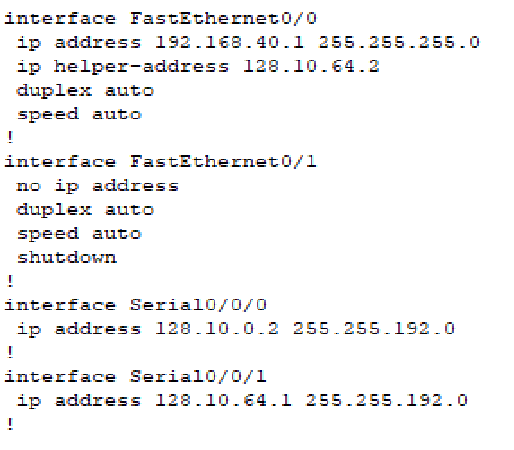 interface FastEthernet0/0
 ip address 192.168.40.1 255.255.255.0
 ip helper-address 128.10.64.2
 duplex auto
 speed auto
!
interface FastEthernet0/1
 no ip address
 duplex auto
 speed auto
 shutdown
!
interface Serial0/0/0
 ip address 128.10.0.2 255.255.192.0
!
interface Serial0/0/1
 ip address 128.10.64.1 255.255.192.0
!